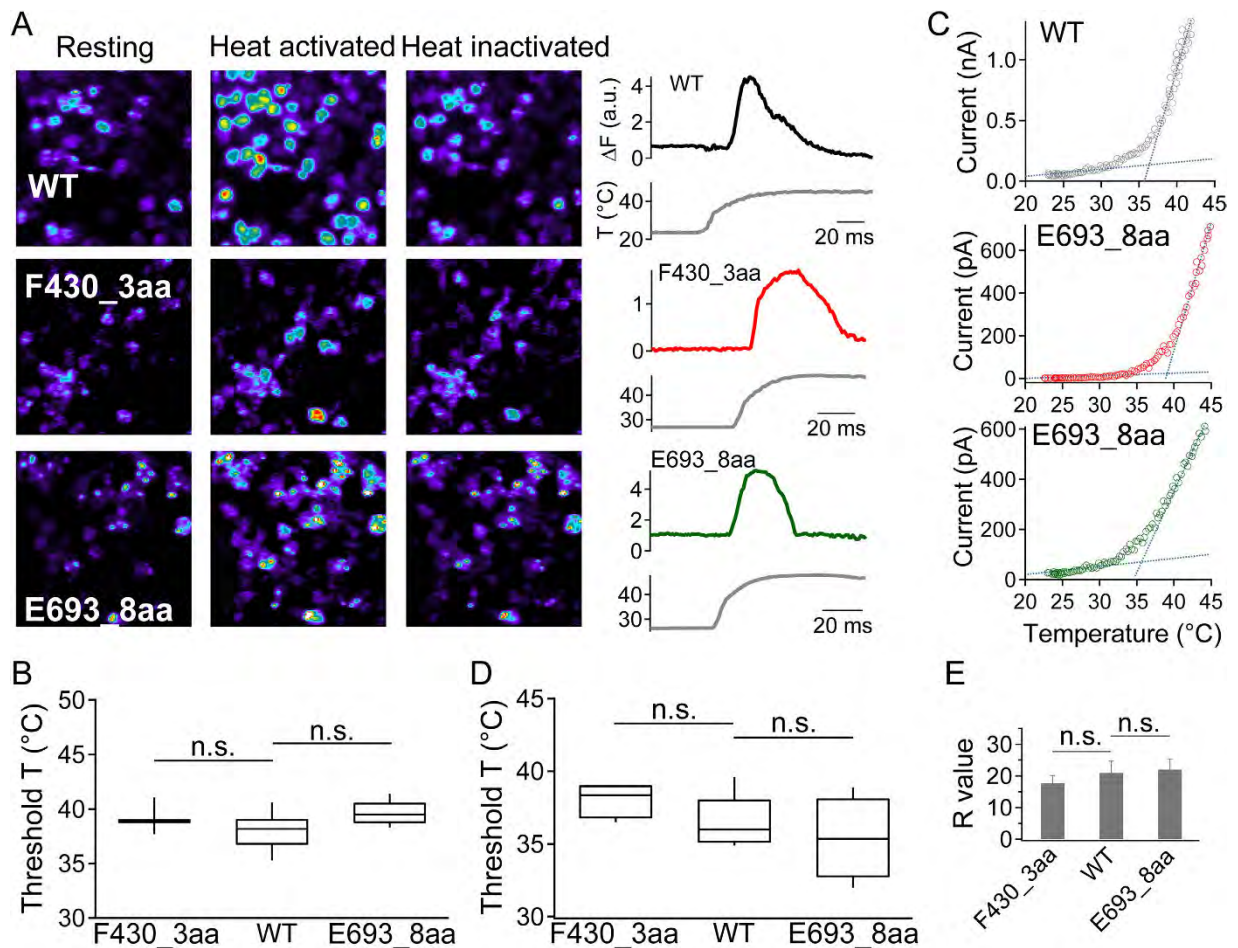 A
Resting
Heat activated
Heat inactivated
WT
F430_3aa
E693_8aa
WT
ΔF (a.u.)
4
2
0
T (°C)
40
20
20 ms
F430_3aa
1
0
40
30
20 ms
E693_8aa
4
2
0
40
30
20 ms
C
WT
Current (nA)
1.0
0.5
0.0
20 25 30 35 40 45
E693_8aa
Current (pA)
600
400
200
0
20 25 30 35 40 45
E693_8aa
Current (pA)
600
400
200
0
20 25 30 35 40 45
Temperature (°C)
B
Threshold T (°C)
50
45
40
35
30
n.s.
n.s.
F430_3aa WT E693_8aa
D
Threshold T (°C)
45
40
35
30
n.s.
n.s.
F430_3aa WT E693_8aa
E
R value
30
20
10
0
n.s.
n.s.
F430_3aa
WT
E693_8aa